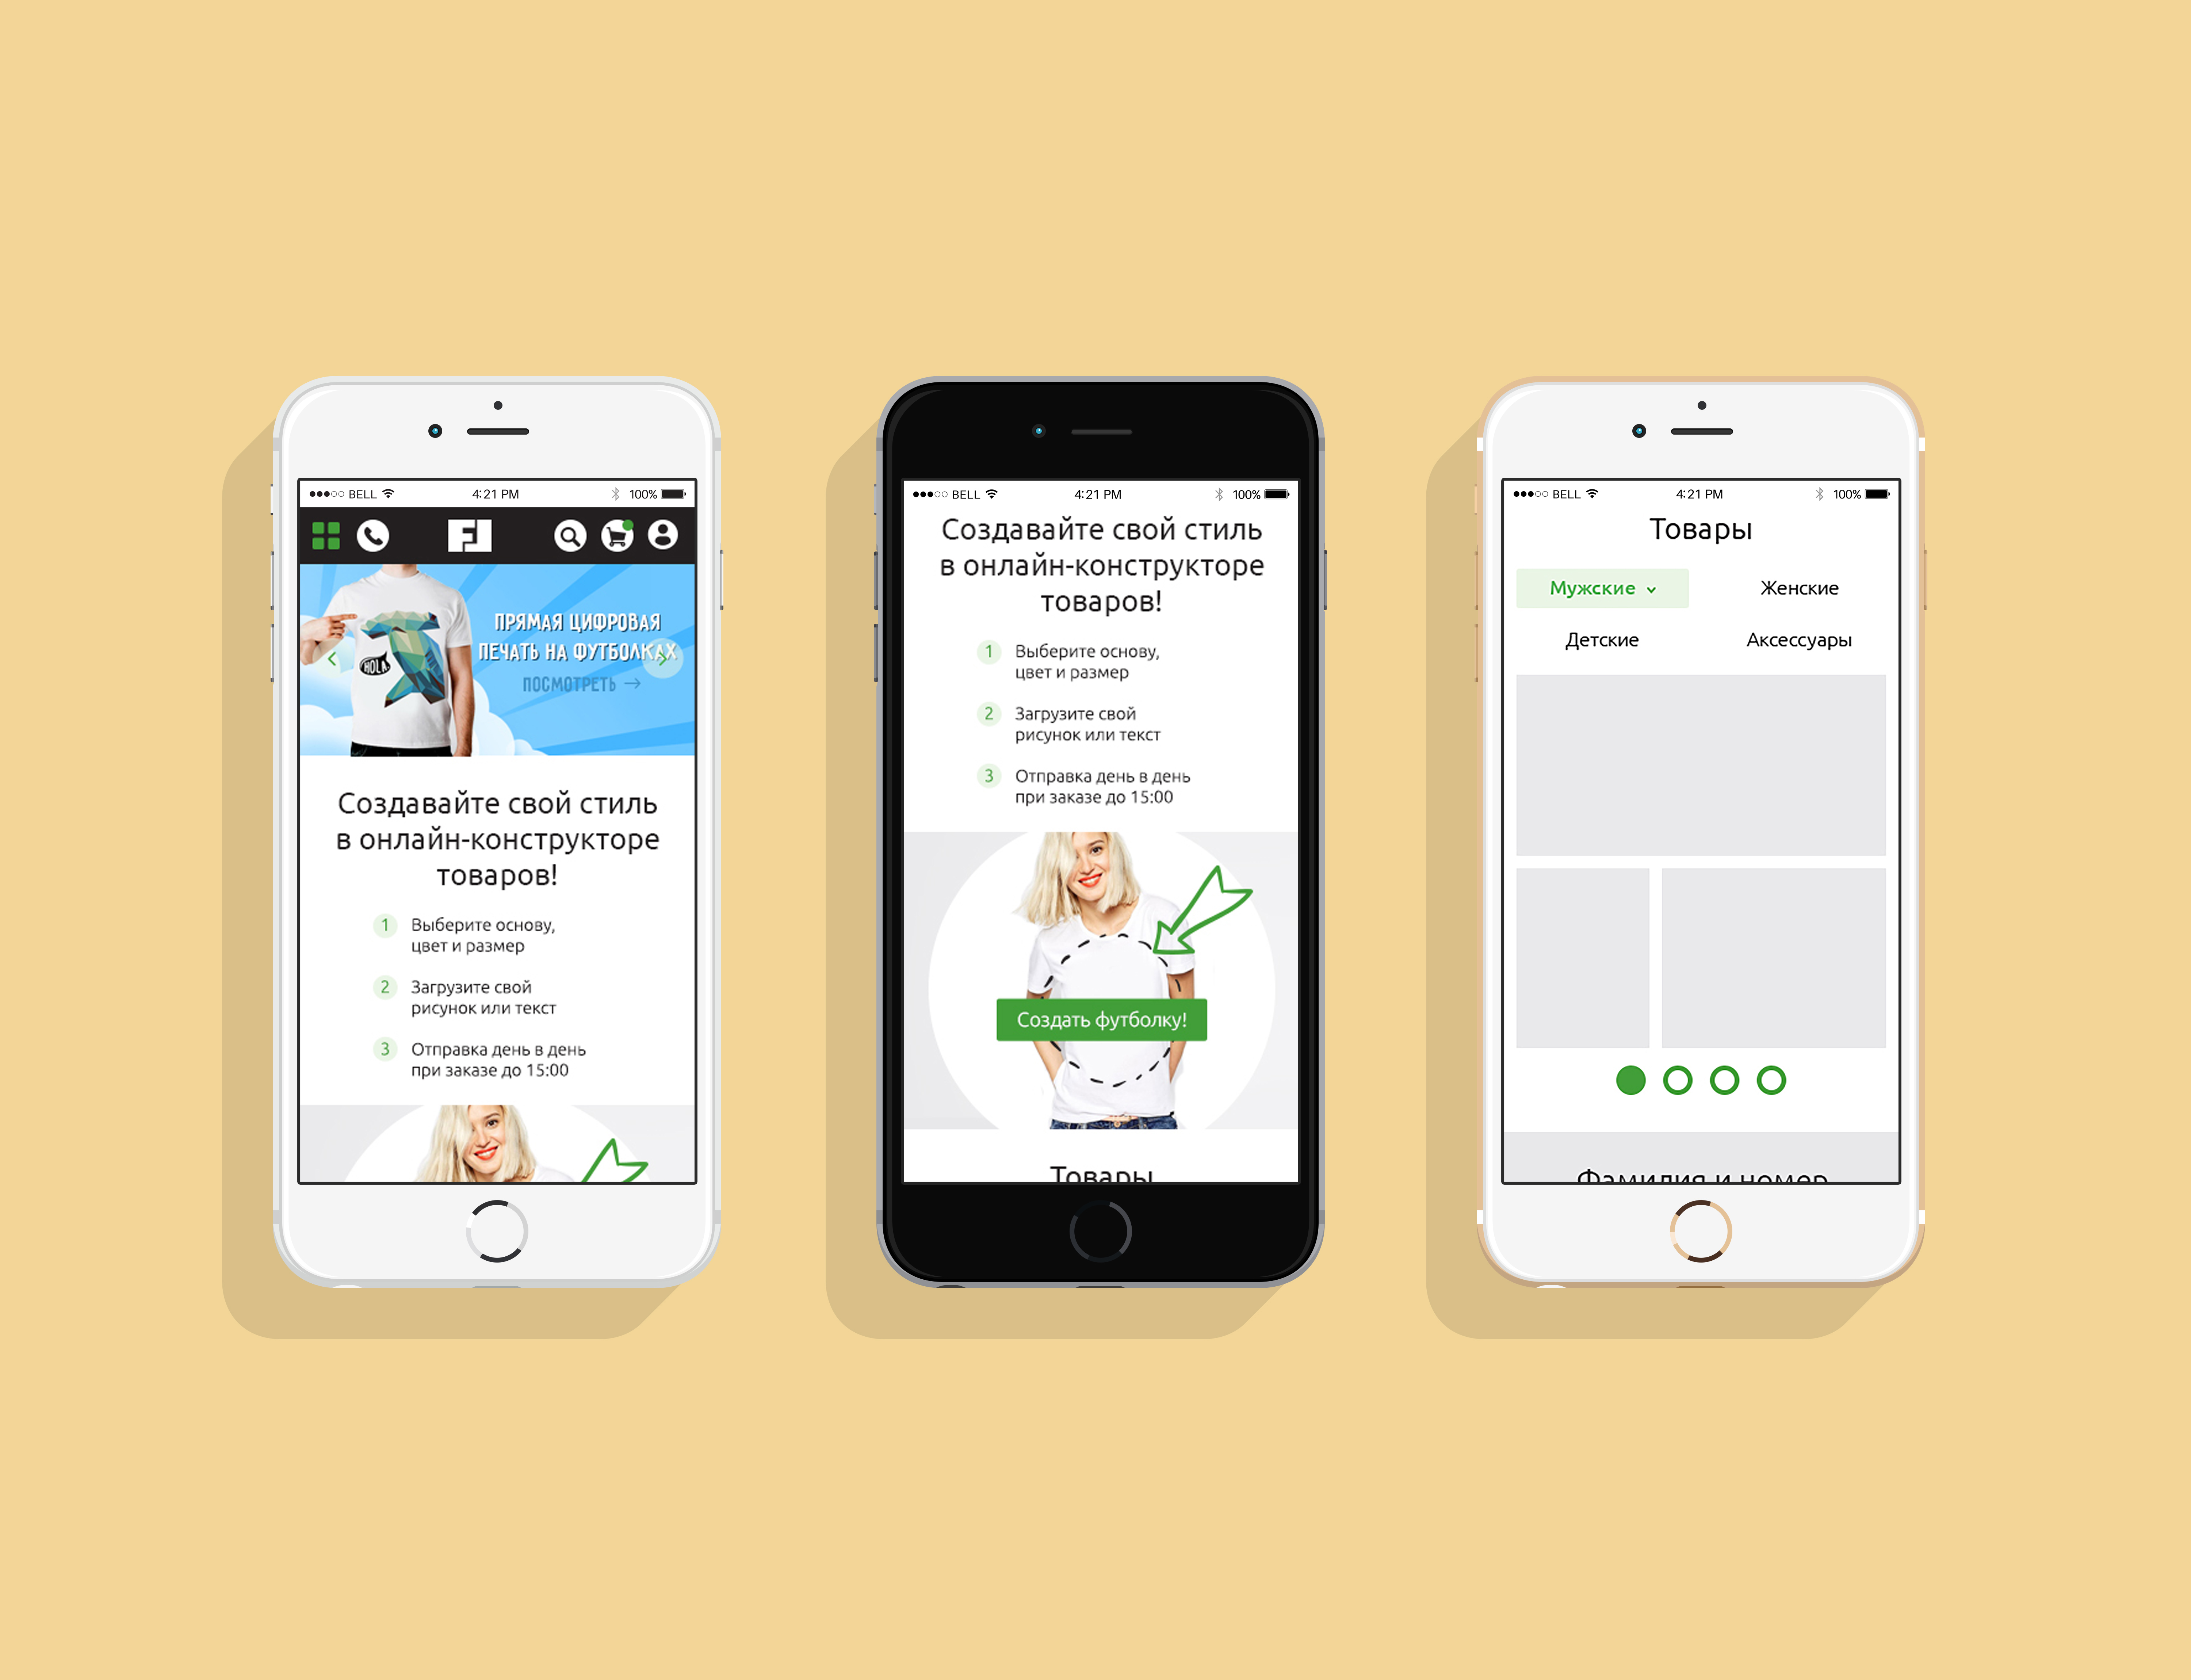 BELL 4:21 PM 100%
FL
HOLA
ПРЯМАЯ ЦИФРОВАЯ
ПЕЧАТЬ НА ФУТБОЛКАХ
ПОСМОТРЕТЬ →
Создавайте свой стиль
в онлайн-конструкторе
товаров!
1 Выберите основу,
цвет и размер
2 Загрузите свой
рисунок или текст
3 Отправка день в день
при заказе до 15:00
BELL 4:21 PM 100%
Создавайте свой стиль
в онлайн-конструкторе
товаров!
1 Выберите основу,
цвет и размер
2 Загрузите свой
рисунок или текст
3 Отправка день в день
при заказе до 15:00
Создать футболку!
Товары
BELL 4:21 PM 100%
Товары
Мужские
Женские
Детские
Аксессуары
Фамилия и номер